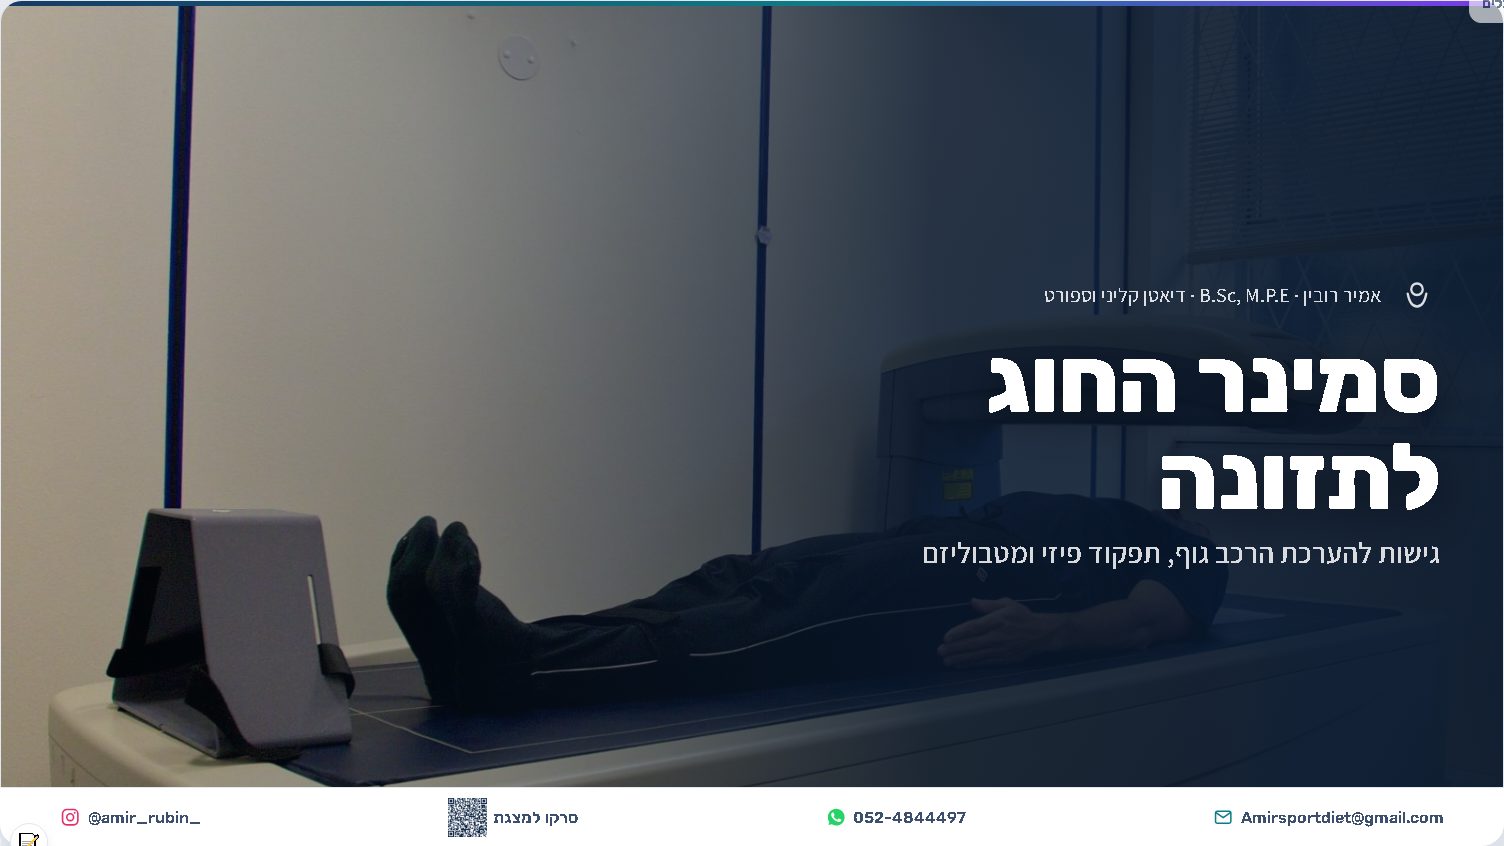 אמיר רובין · B.Sc, M.P.E · דיאטן קליני וספורט
סמינר החוג
לתזונה
גישות להערכת הרכב גוף, תפקוד פיזי ומטבוליזם
Amirsportdiet@gmail.com
052-4844497
סרקו למצגת
@amir_rubin_